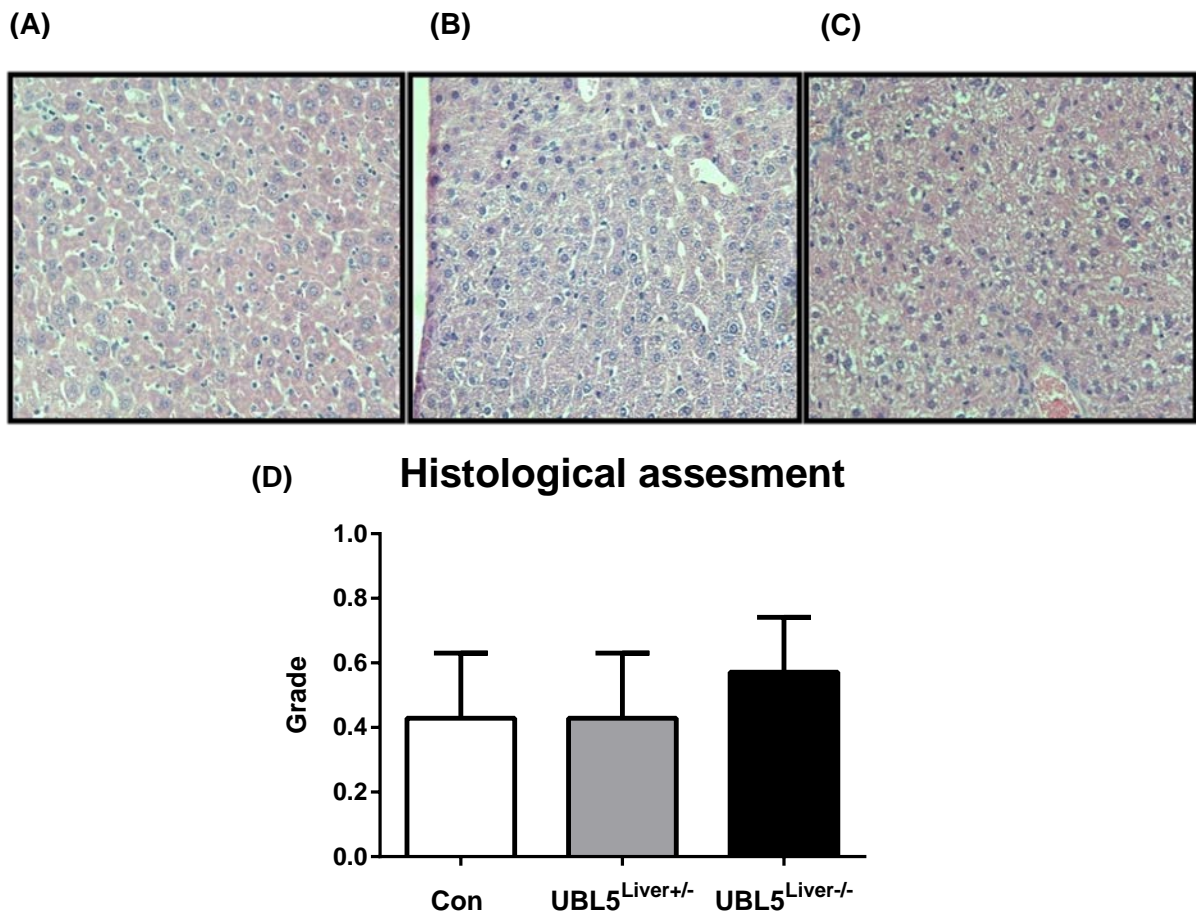 (A) (B) (C)
(D) Histological assesment
1.0
0.8
0.6
0.4
0.2
0.0
Grade
Con UBL5Liver+/- UBL5Liver-/-